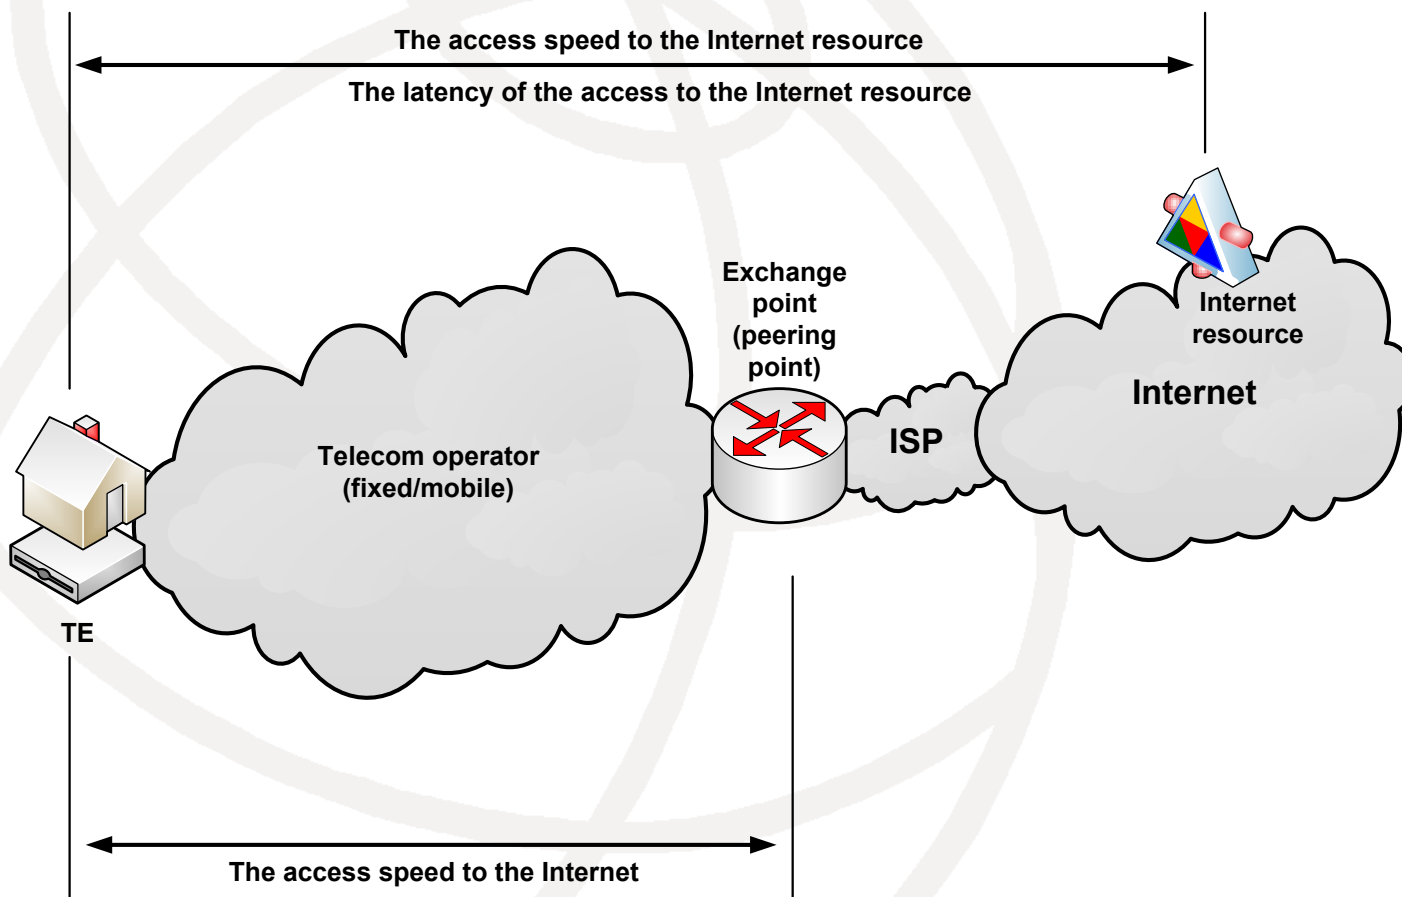 The access speed to the Internet resource
The latency of the access to the Internet resource
Exchange
point
(peering
point)
Internet
resource
Internet
ISP
Telecom operator
(fixed/mobile)
TE
The access speed to the Internet